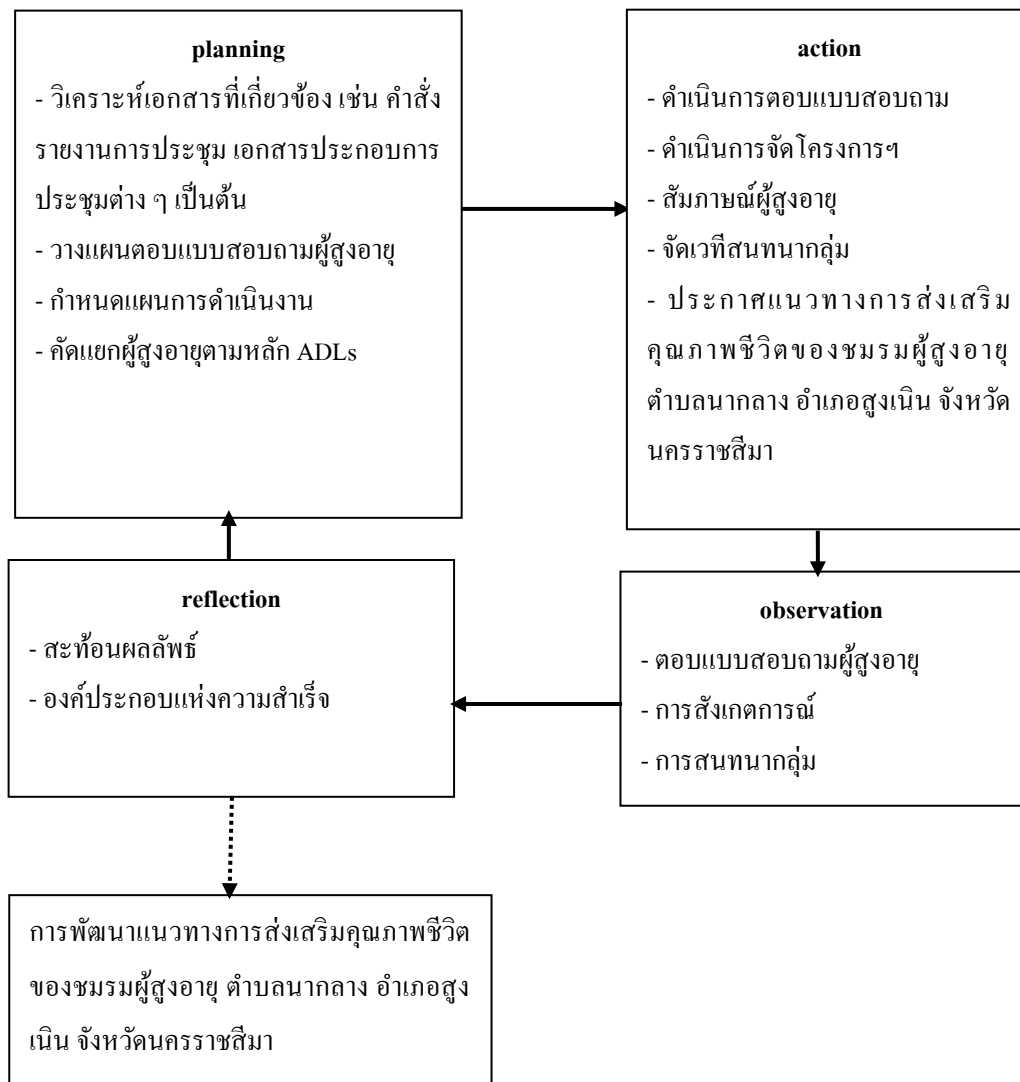 planning
- วิเคราะห์เอกสารที่เกี่ยวข้อง เช่น คำสั่ง
รายงานการประชุม เอกสารประกอบการ
ประชุมต่าง ๆ เป็นต้น
- วางแผนตอบแบบสอบถามผู้สูงอายุ
- กำหนดแผนการดำเนินงาน
- คัดแยกผู้สูงอายุตามหลัก ADLs
action
- ดำเนินการตอบแบบสอบถาม
- ดำเนินการจัดโครงการฯ
- สัมภาษณ์ผู้สูงอายุ
- จัดเวทีสนทนากลุ่ม
- ประกาศแนวทางการส่งเสริม
คุณภาพชีวิตของชมรมผู้สูงอายุ
ตำบลนากลาง อำเภอสูงเนิน จังหวัด
นครราชสีมา
observation
- ตอบแบบสอบถามผู้สูงอายุ
- การสังเกตการณ์
- การสนทนากลุ่ม
reflection
- สะท้อนผลลัพธ์
- องค์ประกอบแห่งความสำเร็จ
การพัฒนาแนวทางการส่งเสริมคุณภาพชีวิต
ของชมรมผู้สูงอายุ ตำบลนากลาง อำเภอสูง
เนิน จังหวัดนครราชสีมา